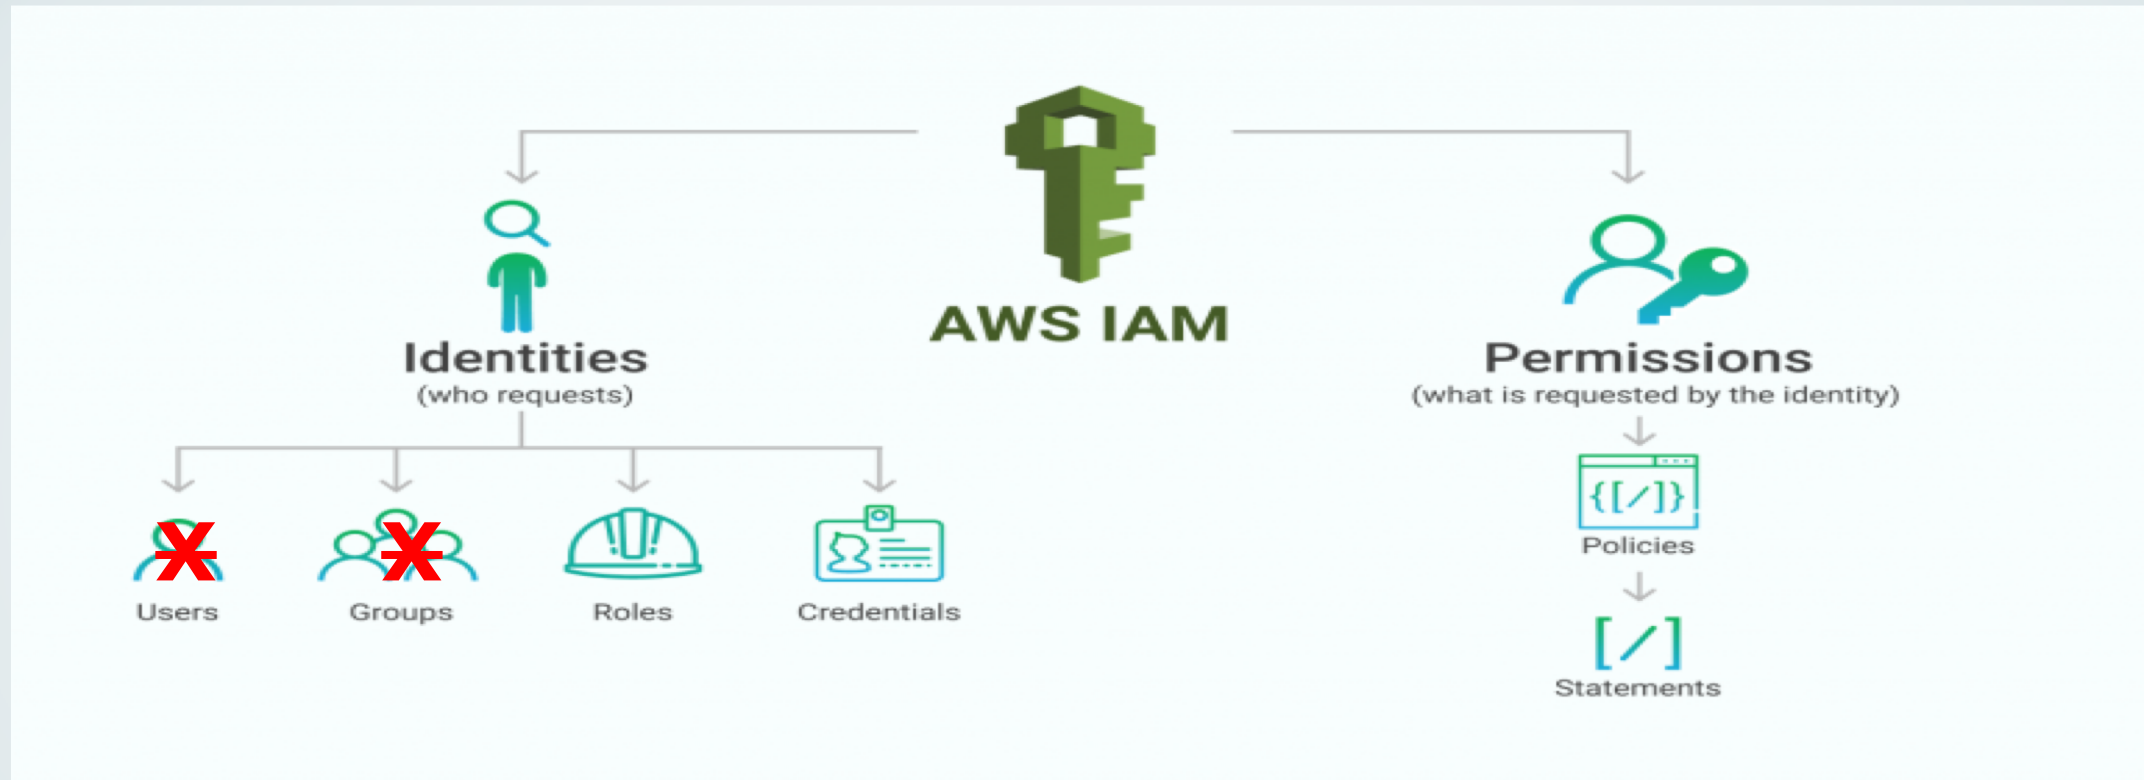 AWS IAM
Identities
(who requests)
Permissions
(what is requested by the identity)
X
X
Users
Groups
Roles
Credentials
{[/]}
Policies
[/]
Statements